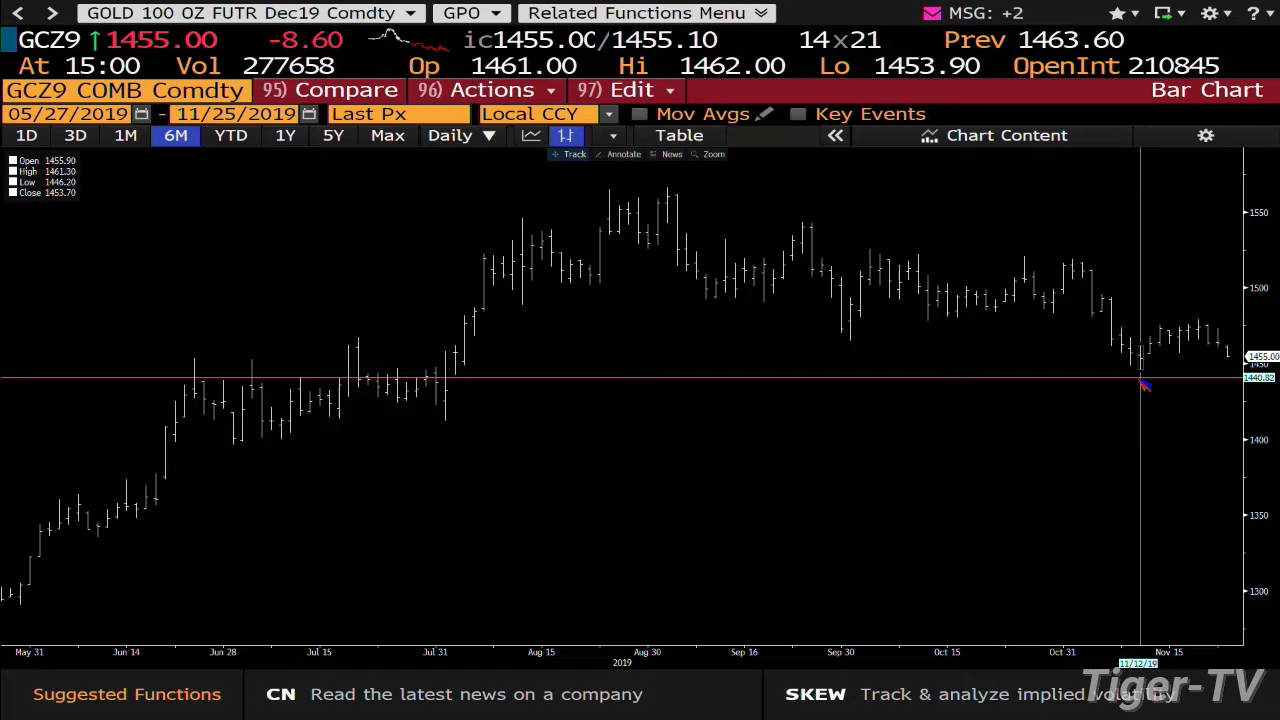 GOLD 100 OZ FUTR Dec19 Comdty GPO Related Functions Menu MSG: +2 ?
GCZ9 ↑1455.00 -8.60 ic1455.00/1455.10 14x21 Prev 1463.60
At 15:00 Vol 277658 Op 1461.00 Hi 1462.00 Lo 1453.90 OpenInt 210845
GCZ9 COMB Comdty 95) Compare 96) Actions 97) Edit Bar Chart
05/27/2019 - 11/25/2019 Last Px Local CCY Mov Avgs Key Events
1D 3D 1M 6M YTD 1Y 5Y Max Daily ▼ Table « Chart Content
Track Annotate News Zoom
Open 1455.90
High 1461.30
Low 1446.20
Close 1453.70
1550
1500
1455.00
1450
1440.82
1400
1350
1300
May 31 Jun 14 Jun 28 Jul 15 Jul 31 Aug 15 Aug 30 Sep 16 Sep 30 Oct 15 Oct 31 Nov 15
2019 11/12/19
Suggested Functions CN Read the latest news on a company SKEW Track & analyze implied volatility
Tiger-TV